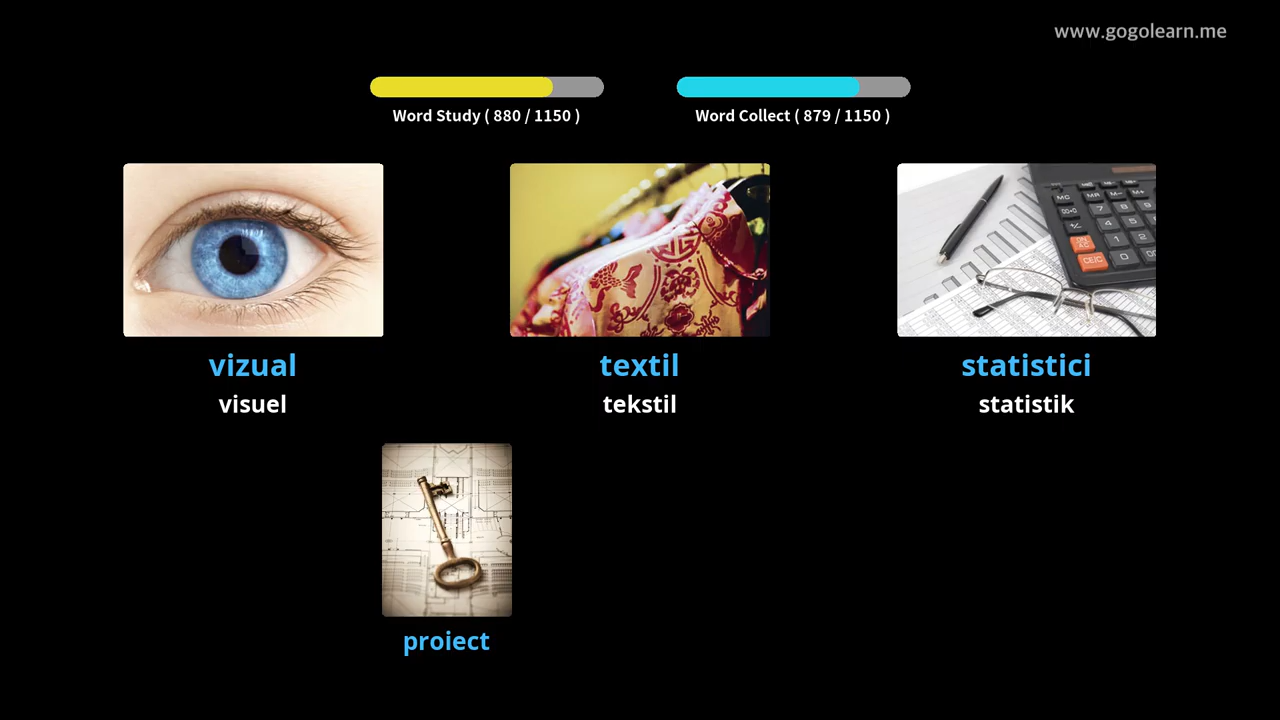 www.gogolearn.me
Word Study ( 880 / 1150 )
Word Collect ( 879 / 1150 )
vizual
textil
statistici
visuel
tekstil
statistik
proiect